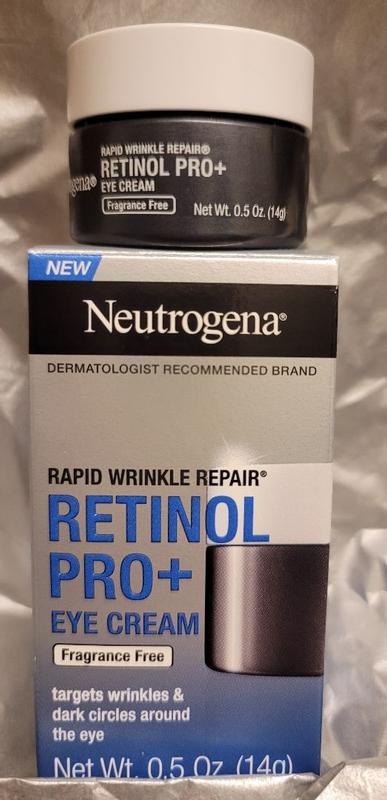 RAPID WRINKLE REPAIR®
RETINOL PRO+
EYE CREAM
Fragrance Free
Net Wt. 0.5 Oz. (14g)
NEW
Neutrogena®
DERMATOLOGIST RECOMMENDED BRAND
RAPID WRINKLE REPAIR®
RETINOL
PRO+
EYE CREAM
Fragrance Free
targets wrinkles &
dark circles around
the eye
Net Wt. 0.5 Oz. (14g)